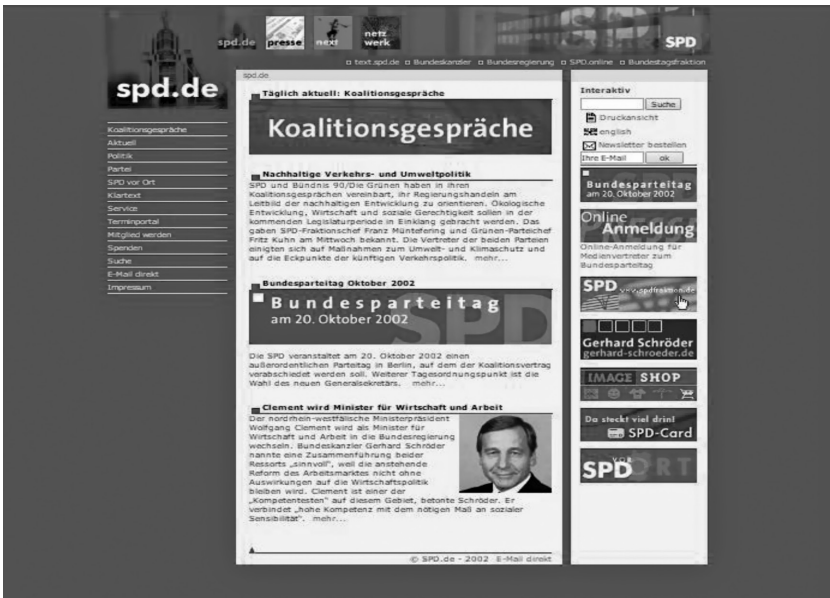 spd.de
presse
next
netz
werk
SPD
text.spd.de Bundeskanzler Bundesregierung SPD.online Bundestagsfraktion
spd.de
Koalitionsgespräche
Aktuell
Politik
Partei
SPD vor Ort
Klartext
Service
Terminportal
Mitglied werden
Spenden
Suche
E-Mail direkt
Impressum
spd.de
Täglich aktuell: Koalitionsgespräche
Koalitionsgespräche
Nachhaltige Verkehrs- und Umweltpolitik
SPD und Bündnis 90/Die Grünen haben in ihren
Koalitionsgesprächen vereinbart, ihr Regierungshandeln am
Leitbild der nachhaltigen Entwicklung zu orientieren. Ökologische
Entwicklung, Wirtschaft und soziale Gerechtigkeit sollen in der
kommenden Legislaturperiode in Einklang gebracht werden. Das
gaben SPD-Fraktionschef Franz Müntefering und Grünen-Parteichef
Fritz Kuhn am Mittwoch bekannt. Die Vertreter der beiden Parteien
einigten sich auf Maßnahmen zum Umwelt- und Klimaschutz und
auf die Eckpunkte der künftigen Verkehrspolitik. mehr...
Bundesparteitag Oktober 2002
Bundesparteitag
am 20. Oktober 2002
SPD
Die SPD veranstaltet am 20. Oktober 2002 einen
außerordentlichen Parteitag in Berlin, auf dem der Koalitionsvertrag
verabschiedet werden soll. Weiterer Tagesordnungspunkt ist die
Wahl des neuen Generalsekretärs. mehr...
Clement wird Minister für Wirtschaft und Arbeit
Der nordrhein-westfälische Ministerpräsident
Wolfgang Clement wird als Minister für
Wirtschaft und Arbeit in die Bundesregierung
wechseln. Bundeskanzler Gerhard Schröder
nannte eine Zusammenführung beider
Ressorts „sinnvoll", weil die anstehende
Reform des Arbeitsmarktes nicht ohne
Auswirkungen auf die Wirtschaftspolitik
bleiben wird. Clement ist einer der
„Kompetentesten" auf diesem Gebiet, betonte Schröder. Er
verbindet „hohe Kompetenz mit dem nötigen Maß an sozialer
Sensibilität". mehr...
© SPD.de - 2002 E-Mail direkt
Interaktiv
Suche
Druckansicht
english
Newsletter bestellen
Ihre E-Mail ok
Bundesparteitag
am 20. Oktober 2002
Online
Anmeldung
PRESSE
Online-Anmeldung für
Medienvertreter zum
Bundesparteitag
SPD www.spdfraktion.de
Gerhard Schröder
gerhard-schroeder.de
IMAGE SHOP
Da steckt viel drin!
SPD-Card
SPD VOR ORT